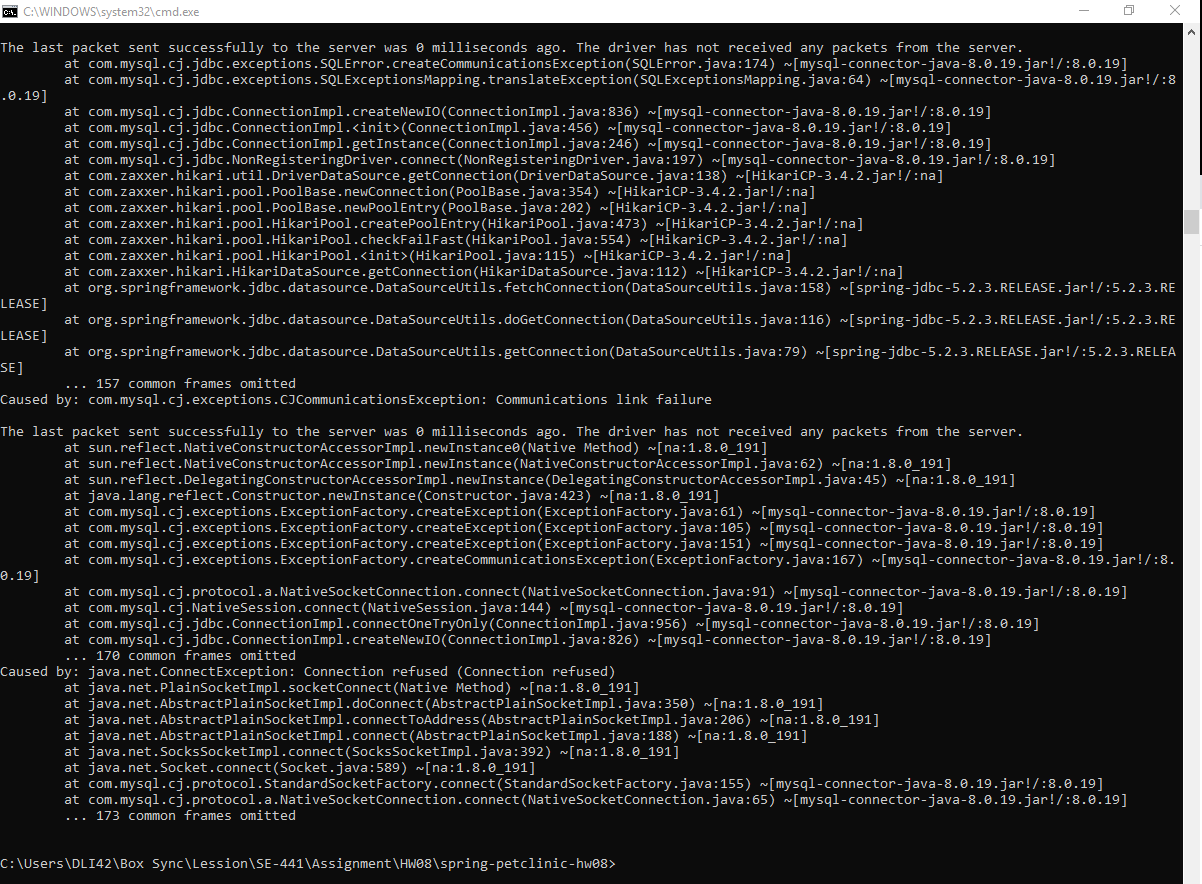 C:\WINDOWS\system32\cmd.exe
The last packet sent successfully to the server was 0 milliseconds ago. The driver has not received any packets from the server.
at com.mysql.cj.jdbc.exceptions.SQLError.createCommunicationsException(SQLError.java:174) ~[mysql-connector-java-8.0.19.jar!/:8.0.19]
at com.mysql.cj.jdbc.exceptions.SQLExceptionsMapping.translateException(SQLExceptionsMapping.java:64) ~[mysql-connector-java-8.0.19.jar!/:8
.0.19]
at com.mysql.cj.jdbc.ConnectionImpl.createNewIO(ConnectionImpl.java:836) ~[mysql-connector-java-8.0.19.jar!/:8.0.19]
at com.mysql.cj.jdbc.ConnectionImpl.<init>(ConnectionImpl.java:456) ~[mysql-connector-java-8.0.19.jar!/:8.0.19]
at com.mysql.cj.jdbc.ConnectionImpl.getInstance(ConnectionImpl.java:246) ~[mysql-connector-java-8.0.19.jar!/:8.0.19]
at com.mysql.cj.jdbc.NonRegisteringDriver.connect(NonRegisteringDriver.java:197) ~[mysql-connector-java-8.0.19.jar!/:8.0.19]
at com.zaxxer.hikari.util.DriverDataSource.getConnection(DriverDataSource.java:138) ~[HikariCP-3.4.2.jar!/:na]
at com.zaxxer.hikari.pool.PoolBase.newConnection(PoolBase.java:354) ~[HikariCP-3.4.2.jar!/:na]
at com.zaxxer.hikari.pool.PoolBase.newPoolEntry(PoolBase.java:202) ~[HikariCP-3.4.2.jar!/:na]
at com.zaxxer.hikari.pool.HikariPool.createPoolEntry(HikariPool.java:473) ~[HikariCP-3.4.2.jar!/:na]
at com.zaxxer.hikari.pool.HikariPool.checkFailFast(HikariPool.java:554) ~[HikariCP-3.4.2.jar!/:na]
at com.zaxxer.hikari.pool.HikariPool.<init>(HikariPool.java:115) ~[HikariCP-3.4.2.jar!/:na]
at com.zaxxer.hikari.HikariDataSource.getConnection(HikariDataSource.java:112) ~[HikariCP-3.4.2.jar!/:na]
at org.springframework.jdbc.datasource.DataSourceUtils.fetchConnection(DataSourceUtils.java:158) ~[spring-jdbc-5.2.3.RELEASE.jar!/:5.2.3.RE
LEASE]
at org.springframework.jdbc.datasource.DataSourceUtils.doGetConnection(DataSourceUtils.java:116) ~[spring-jdbc-5.2.3.RELEASE.jar!/:5.2.3.RE
LEASE]
at org.springframework.jdbc.datasource.DataSourceUtils.getConnection(DataSourceUtils.java:79) ~[spring-jdbc-5.2.3.RELEASE.jar!/:5.2.3.RELEA
SE]
... 157 common frames omitted
Caused by: com.mysql.cj.exceptions.CJCommunicationsException: Communications link failure
The last packet sent successfully to the server was 0 milliseconds ago. The driver has not received any packets from the server.
at sun.reflect.NativeConstructorAccessorImpl.newInstance0(Native Method) ~[na:1.8.0_191]
at sun.reflect.NativeConstructorAccessorImpl.newInstance(NativeConstructorAccessorImpl.java:62) ~[na:1.8.0_191]
at sun.reflect.DelegatingConstructorAccessorImpl.newInstance(DelegatingConstructorAccessorImpl.java:45) ~[na:1.8.0_191]
at java.lang.reflect.Constructor.newInstance(Constructor.java:423) ~[na:1.8.0_191]
at com.mysql.cj.exceptions.ExceptionFactory.createException(ExceptionFactory.java:61) ~[mysql-connector-java-8.0.19.jar!/:8.0.19]
at com.mysql.cj.exceptions.ExceptionFactory.createException(ExceptionFactory.java:105) ~[mysql-connector-java-8.0.19.jar!/:8.0.19]
at com.mysql.cj.exceptions.ExceptionFactory.createException(ExceptionFactory.java:151) ~[mysql-connector-java-8.0.19.jar!/:8.0.19]
at com.mysql.cj.exceptions.ExceptionFactory.createCommunicationsException(ExceptionFactory.java:167) ~[mysql-connector-java-8.0.19.jar!/:8.
0.19]
at com.mysql.cj.protocol.a.NativeSocketConnection.connect(NativeSocketConnection.java:91) ~[mysql-connector-java-8.0.19.jar!/:8.0.19]
at com.mysql.cj.NativeSession.connect(NativeSession.java:144) ~[mysql-connector-java-8.0.19.jar!/:8.0.19]
at com.mysql.cj.jdbc.ConnectionImpl.connectOneTryOnly(ConnectionImpl.java:956) ~[mysql-connector-java-8.0.19.jar!/:8.0.19]
at com.mysql.cj.jdbc.ConnectionImpl.createNewIO(ConnectionImpl.java:826) ~[mysql-connector-java-8.0.19.jar!/:8.0.19]
... 170 common frames omitted
Caused by: java.net.ConnectException: Connection refused (Connection refused)
at java.net.PlainSocketImpl.socketConnect(Native Method) ~[na:1.8.0_191]
at java.net.AbstractPlainSocketImpl.doConnect(AbstractPlainSocketImpl.java:350) ~[na:1.8.0_191]
at java.net.AbstractPlainSocketImpl.connectToAddress(AbstractPlainSocketImpl.java:206) ~[na:1.8.0_191]
at java.net.AbstractPlainSocketImpl.connect(AbstractPlainSocketImpl.java:188) ~[na:1.8.0_191]
at java.net.SocksSocketImpl.connect(SocksSocketImpl.java:392) ~[na:1.8.0_191]
at java.net.Socket.connect(Socket.java:589) ~[na:1.8.0_191]
at com.mysql.cj.protocol.StandardSocketFactory.connect(StandardSocketFactory.java:155) ~[mysql-connector-java-8.0.19.jar!/:8.0.19]
at com.mysql.cj.protocol.a.NativeSocketConnection.connect(NativeSocketConnection.java:65) ~[mysql-connector-java-8.0.19.jar!/:8.0.19]
... 173 common frames omitted
C:\Users\DLI42\Box Sync\Lession\SE-441\Assignment\HW08\spring-petclinic-hw08>